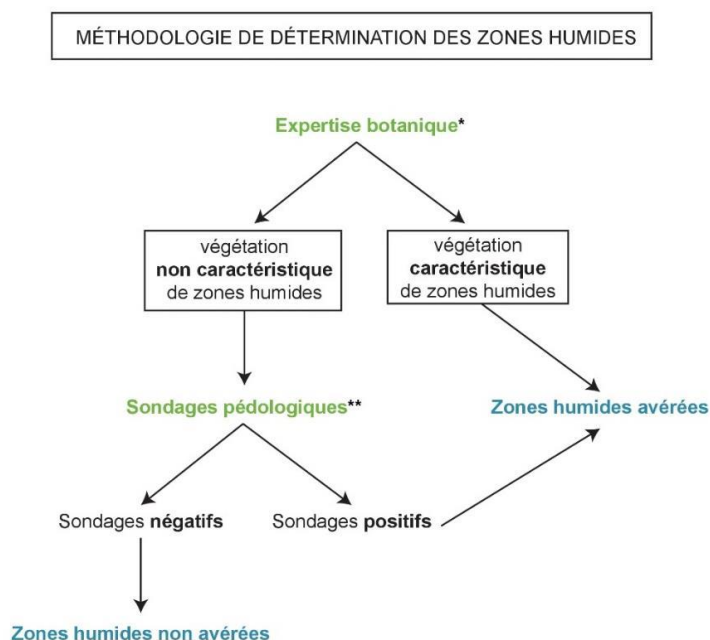 MÉTHODOLOGIE DE DÉTERMINATION DES ZONES HUMIDES
Expertise botanique*
végétation
non caractéristique
de zones humides
végétation
caractéristique
de zones humides
Sondages pédologiques**
Zones humides avérées
Sondages négatifs
Sondages positifs
Zones humides non avérées